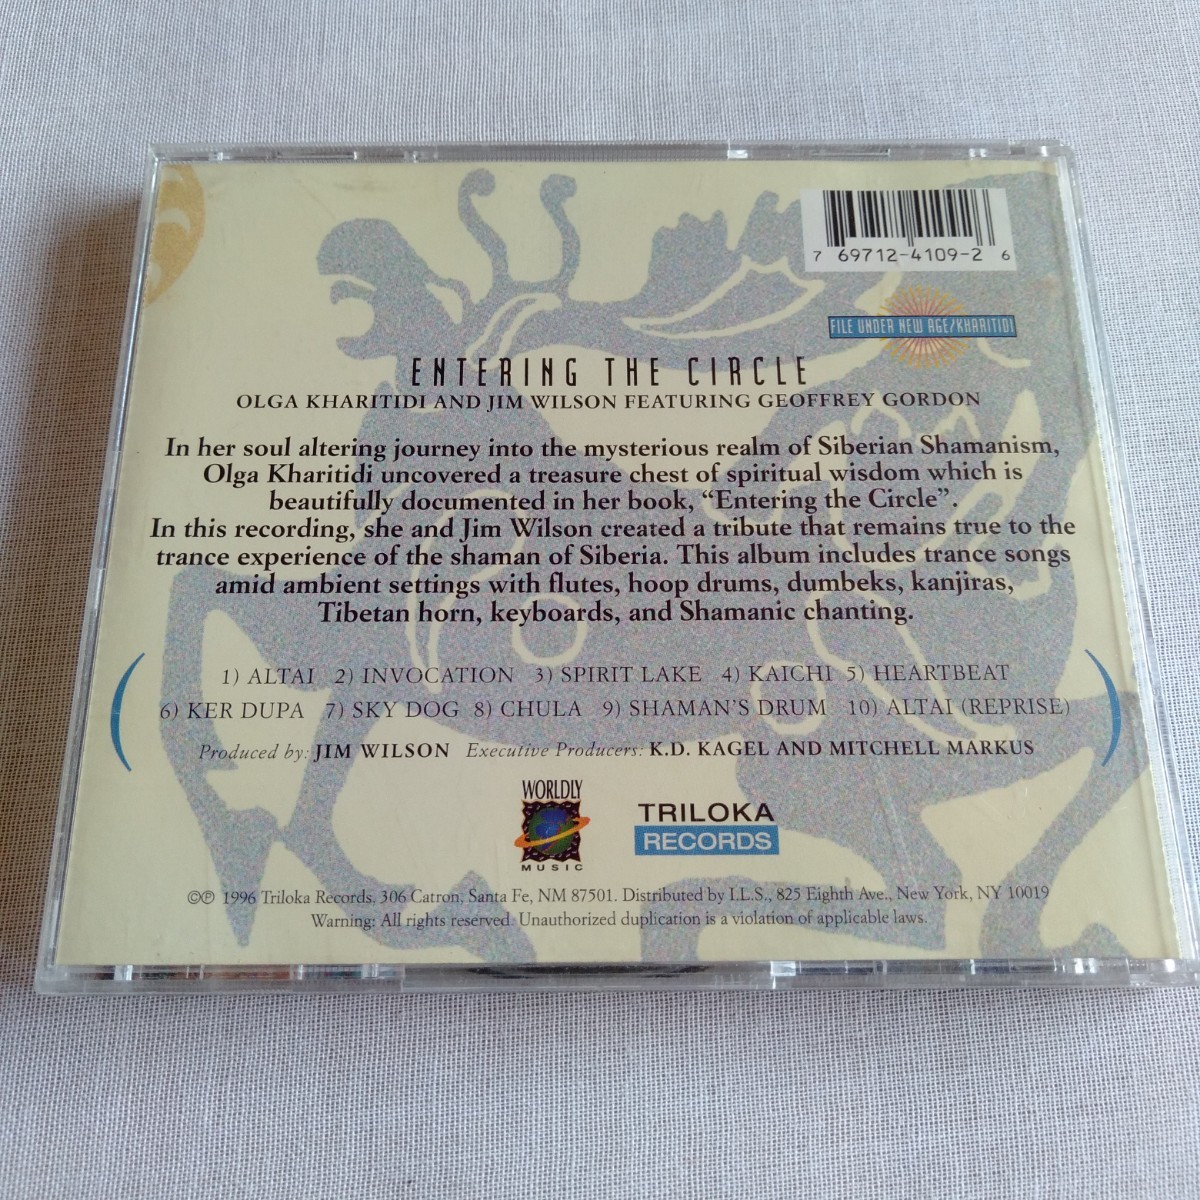 7 69712-4109-2 6
FILE UNDER NEW AGE/KHARITIDI
ENTERING THE CIRCLE
OLGA KHARITIDI AND JIM WILSON FEATURING GEOFFREY GORDON
In her soul altering journey into the mysterious realm of Siberian Shamanism,
Olga Kharitidi uncovered a treasure chest of spiritual wisdom which is
beautifully documented in her book, “Entering the Circle”.
In this recording, she and Jim Wilson created a tribute that remains true to the
trance experience of the shaman of Siberia. This album includes trance songs
amid ambient settings with flutes, hoop drums, dumbeks, kanjiras,
Tibetan horn, keyboards, and Shamanic chanting.
1) ALTAI 2) INVOCATION 3) SPIRIT LAKE 4) KAICHI 5) HEARTBEAT
6) KER DUPA 7) SKY DOG 8) CHULA 9) SHAMAN'S DRUM 10) ALTAI (REPRISE)
Produced by: JIM WILSON Executive Producers: K.D. KAGEL AND MITCHELL MARKUS
WORLDLY
MUSIC
TRILOKA
RECORDS
©℗ 1996 Triloka Records, 306 Catron, Santa Fe, NM 87501. Distributed by I.L.S., 825 Eighth Ave., New York, NY 10019
Warning: All rights reserved. Unauthorized duplication is a violation of applicable laws.